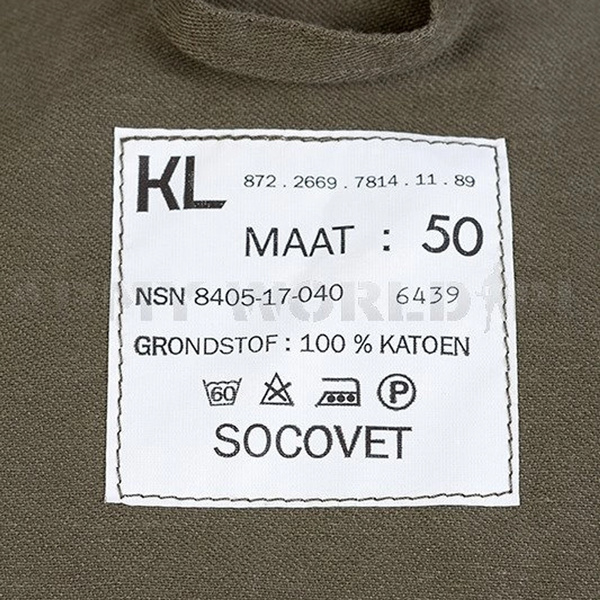 KL 872 . 2669 . 7814 . 11 . 89
MAAT : 50
NSN 8405-17-040 6439
GRONDSTOF : 100 % KATOEN
60 P
SOCOVET